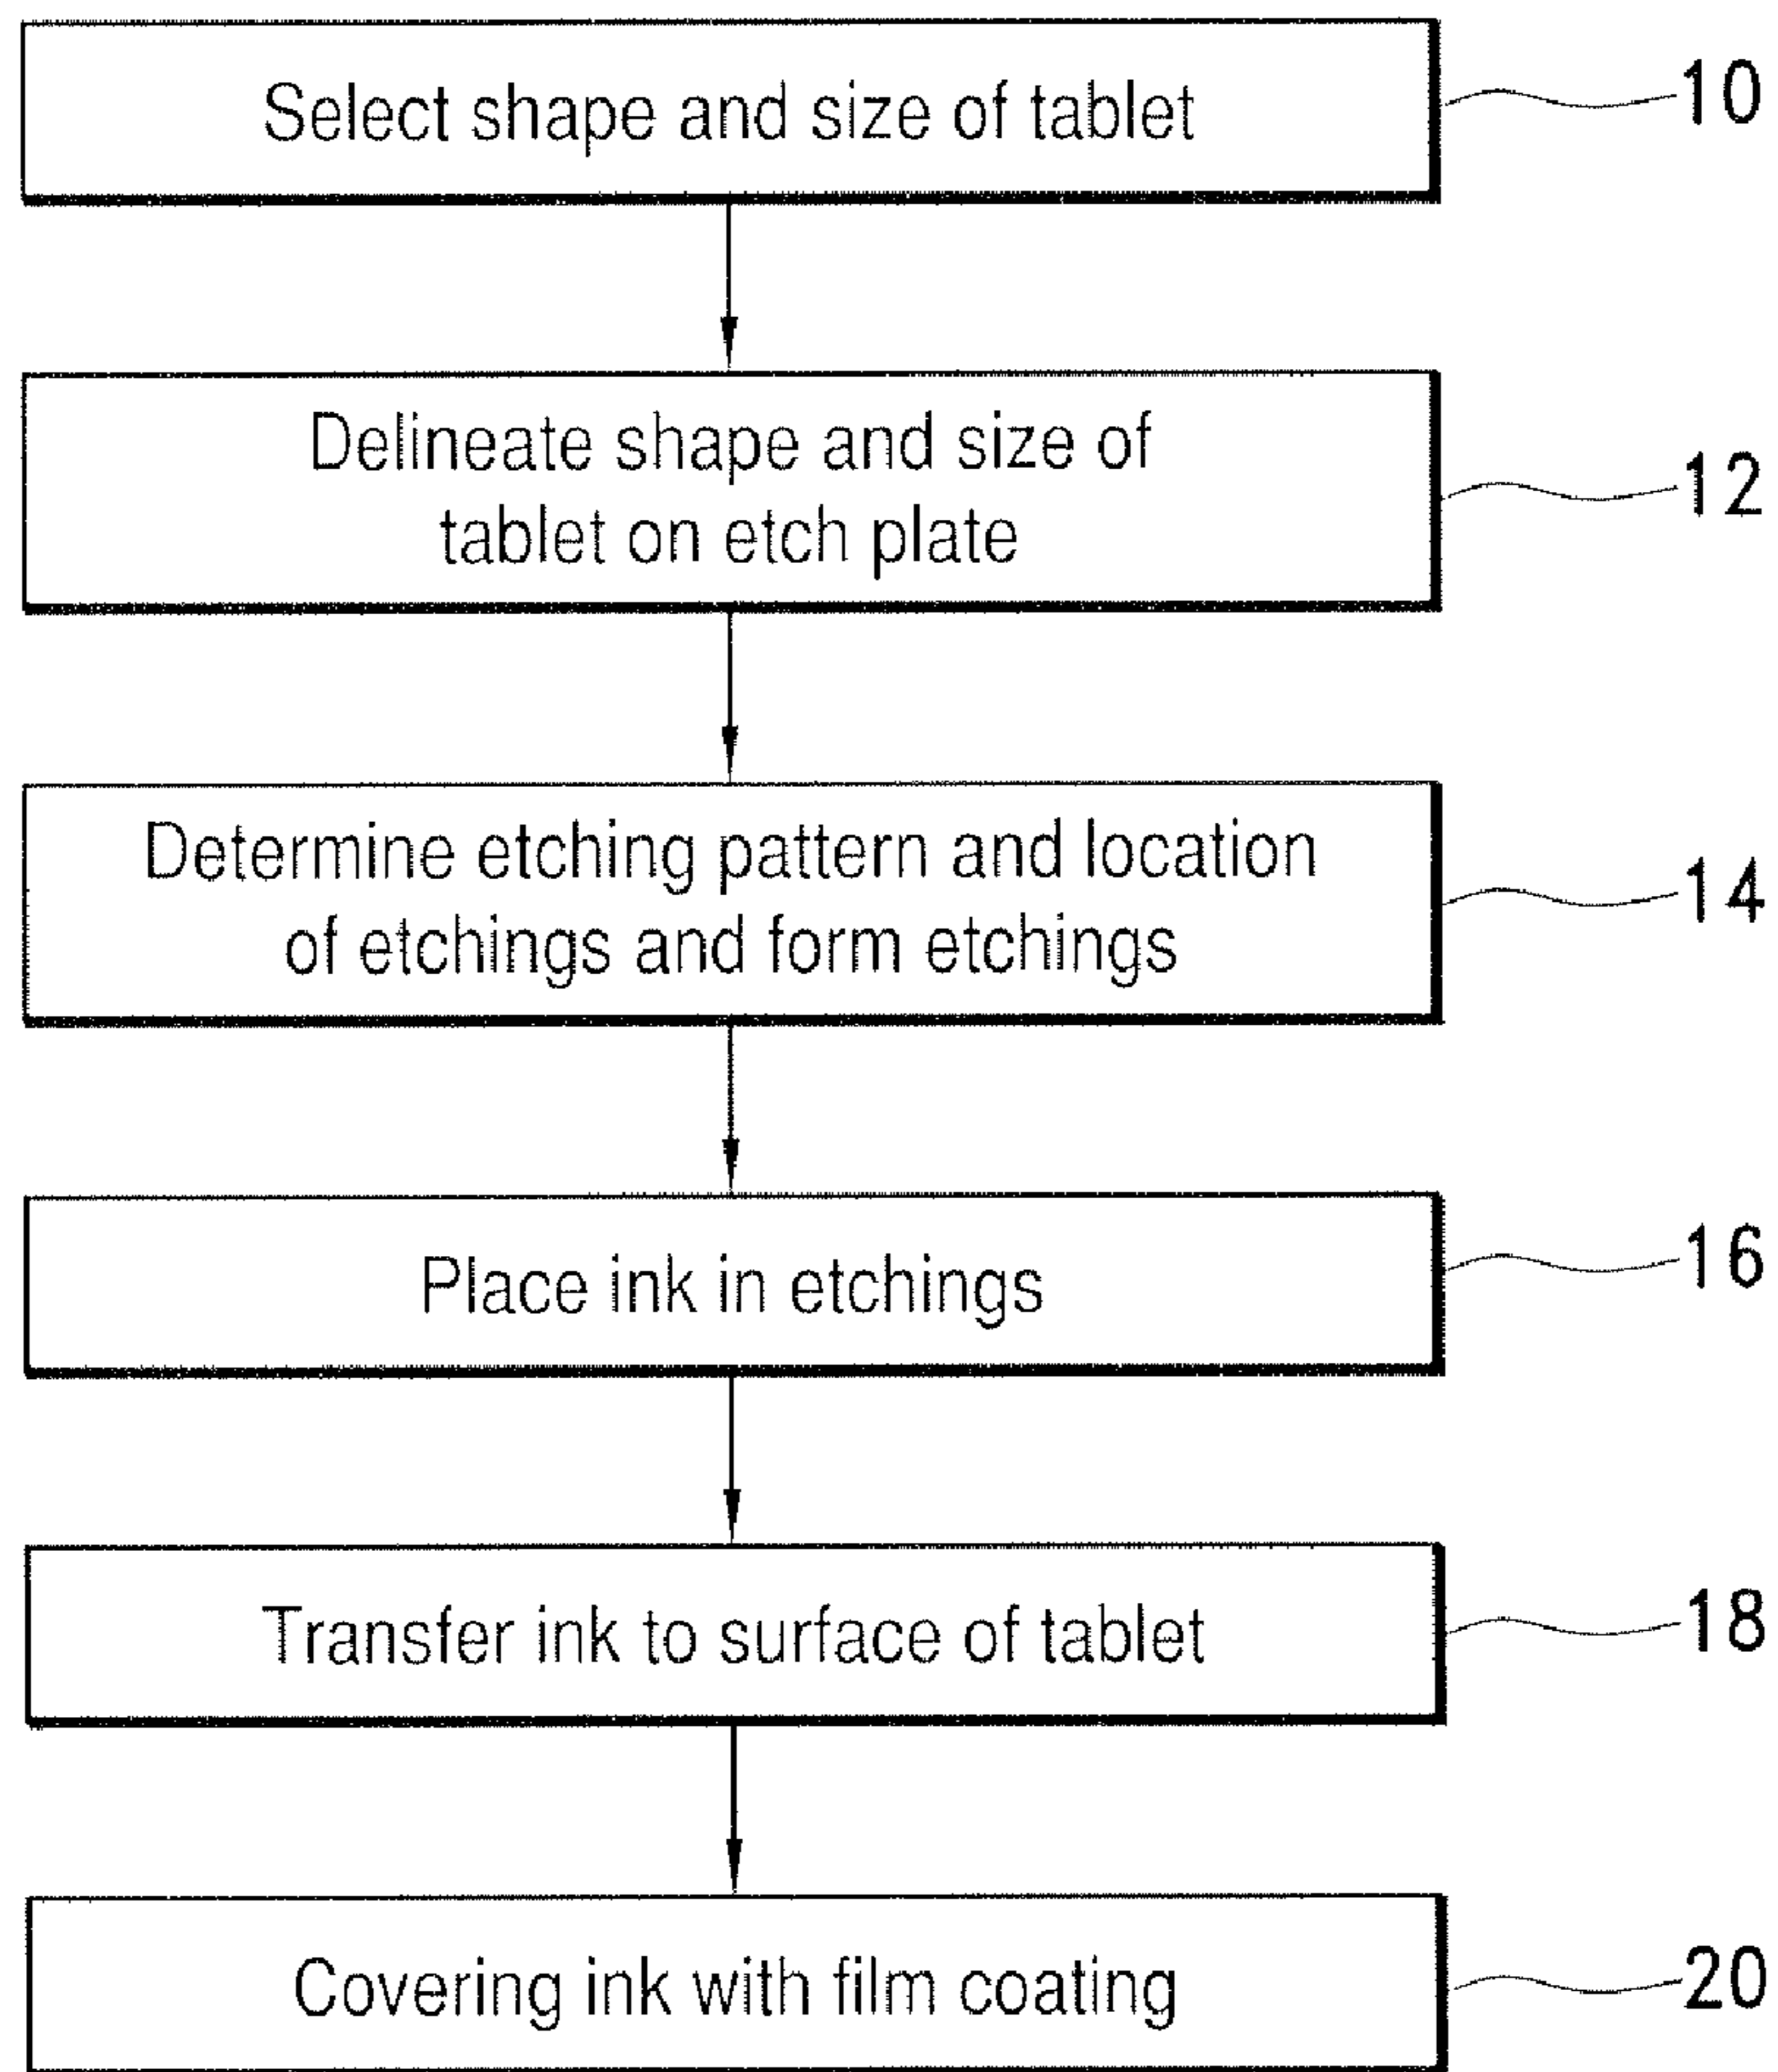 Select shape and size of tablet
10
Delineate shape and size of
tablet on etch plate
12
Determine etching pattern and location
of etchings and form etchings
14
Place ink in etchings
16
Transfer ink to surface of tablet
18
Covering ink with film coating
20